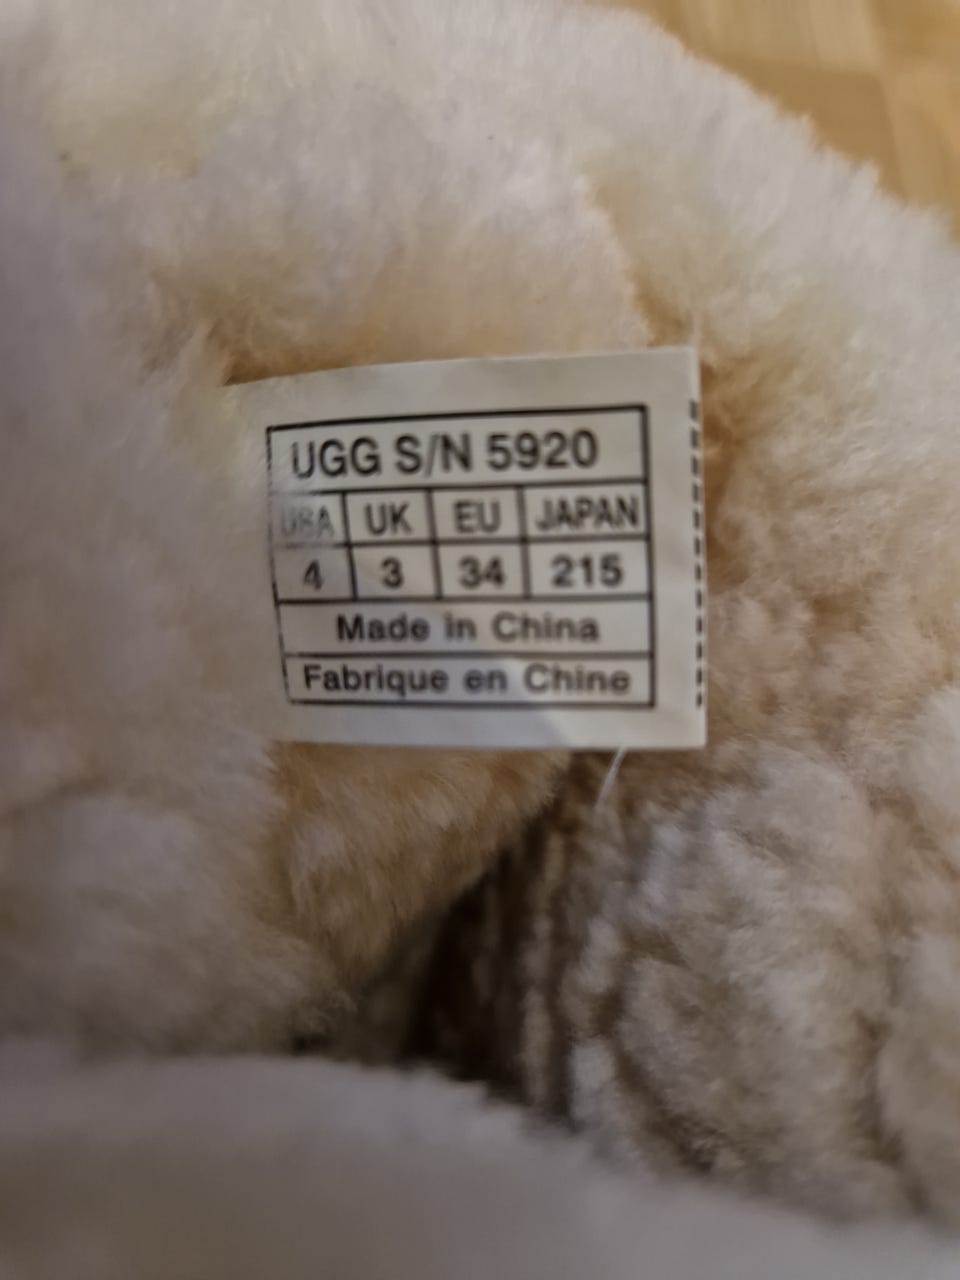 UGG S/N 5920
USA UK EU JAPAN
4 3 34 215
Made in China
Fabrique en Chine